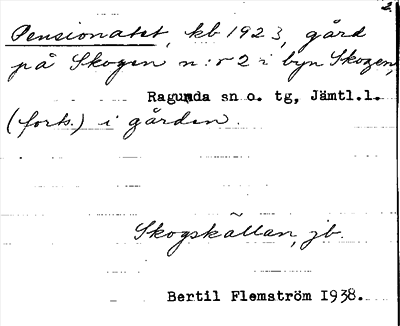 2.
Pensionatet, kb 1923, gård
på Skogen n:r 2 i byn Skogen,
Ragunda sn o. tg, Jämtl.l.
(forts.) i gården.
Skogskällan, jb
Bertil Flemström 1938.